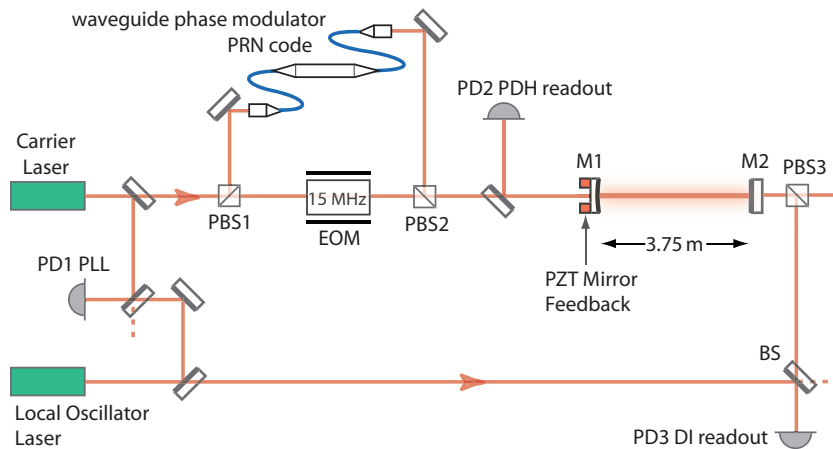 waveguide phase modulator
PRN code
PD2 PDH readout
Carrier
Laser
M1
M2
PBS3
15 MHz
PBS1
EOM
PBS2
3.75 m
PD1 PLL
PZT Mirror
Feedback
BS
Local Oscillator
Laser
PD3 DI readout